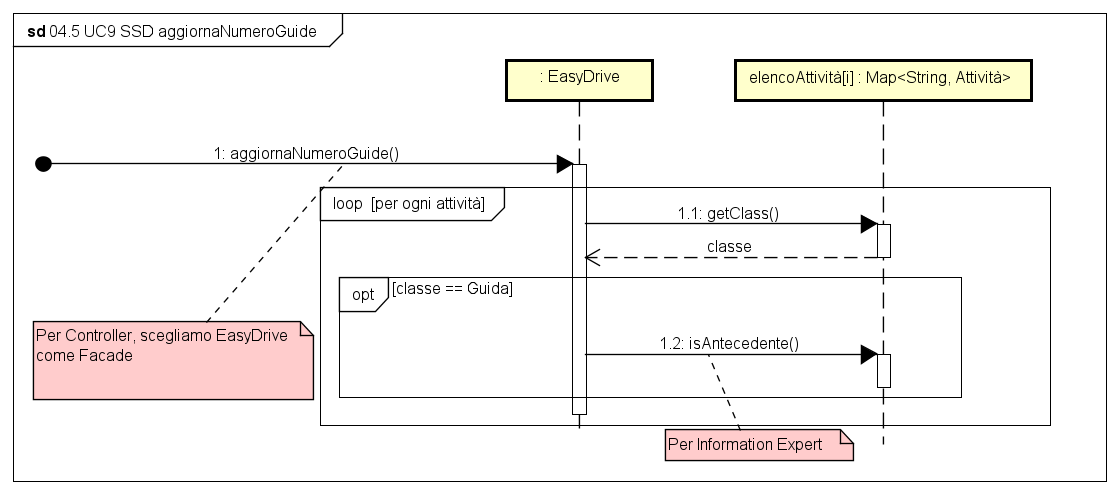 sd 04.5 UC9 SSD aggiornaNumeroGuide
: EasyDrive
elencoAttività[i] : Map<String, Attività>
1: aggiornaNumeroGuide()
loop [per ogni attività]
1.1: getClass()
classe
opt
[classe == Guida]
Per Controller, scegliamo EasyDrive
come Facade
1.2: isAntecedente()
Per Information Expert